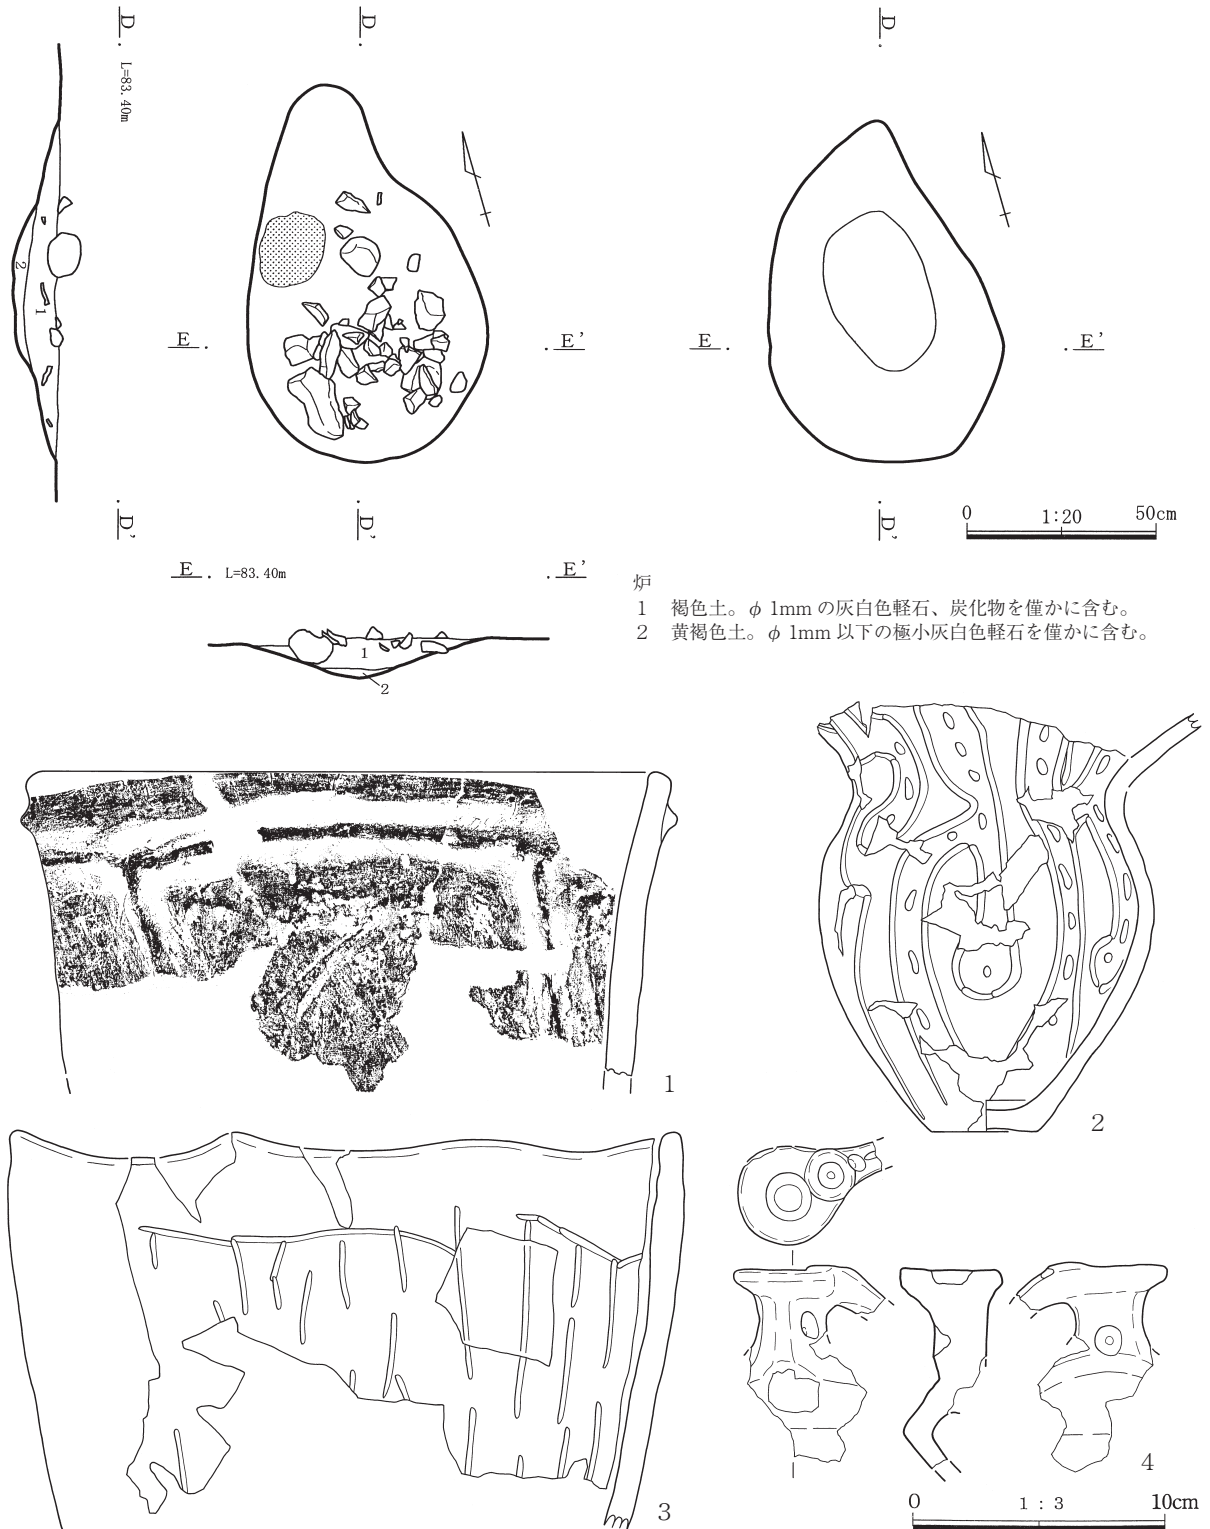 D
L=83.40m
D
D
2
1
E
E'
E
E'
D'
D'
D'
0
1:20
50cm
E
L=83.40m
E'
1
2
炉
1 褐色土。φ 1mm の灰白色軽石、炭化物を僅かに含む。
2 黄褐色土。φ 1mm 以下の極小灰白色軽石を僅かに含む。
1
2
3
4
0
1 : 3
10cm